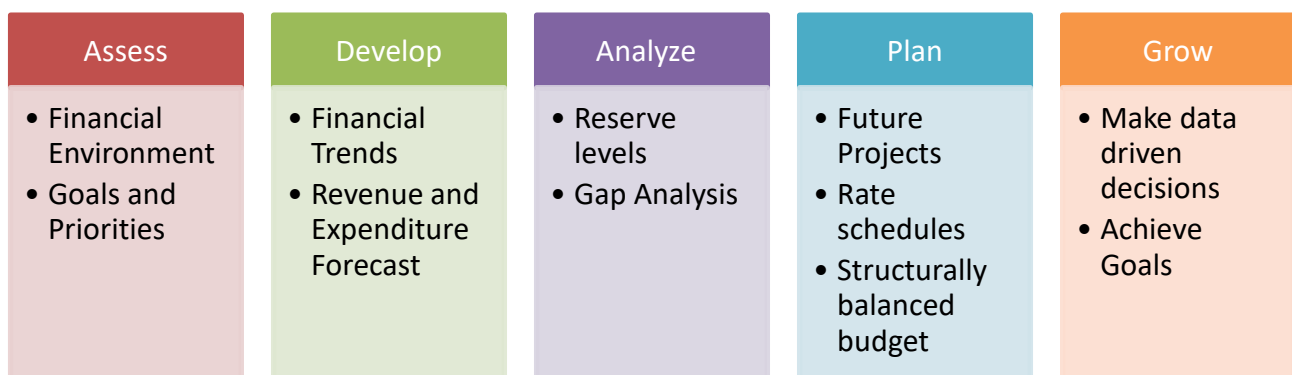 Assess
• Financial
Environment
• Goals and
Priorities
Develop
• Financial
Trends
• Revenue and
Expenditure
Forecast
Analyze
• Reserve
levels
• Gap Analysis
Plan
• Future
Projects
• Rate
schedules
• Structurally
balanced
budget
Grow
• Make data
driven
decisions
• Achieve
Goals